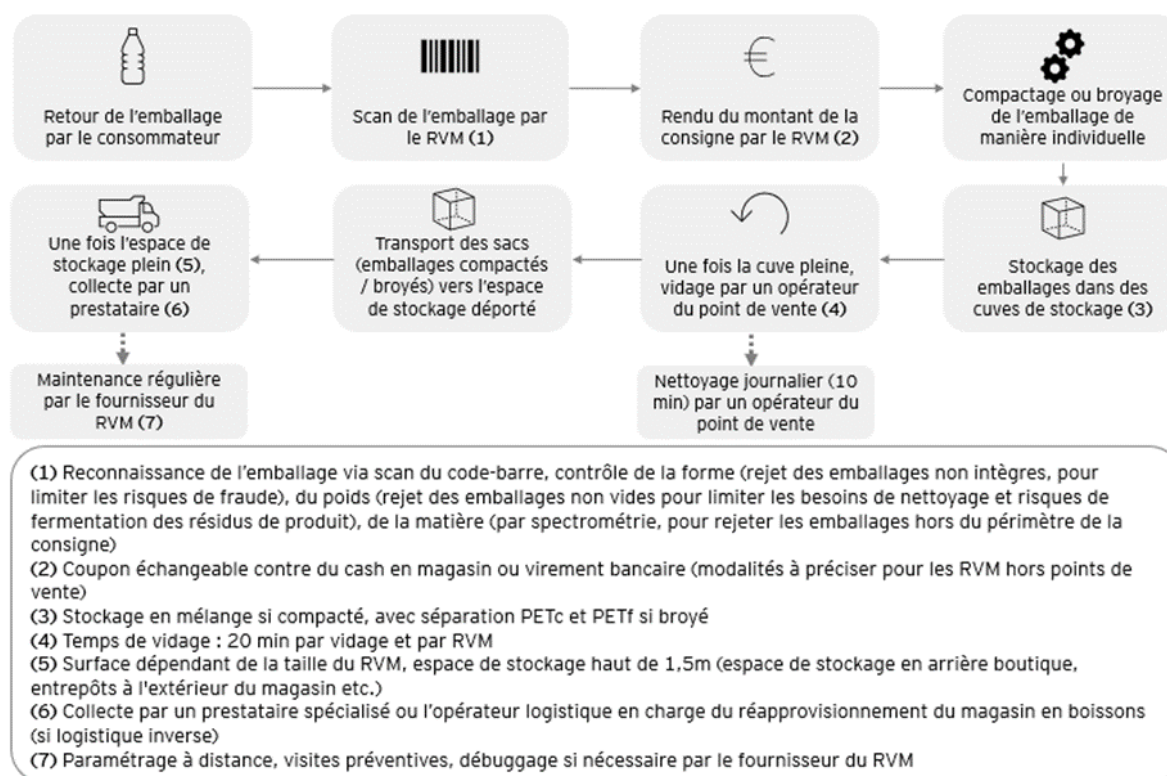 Retour de l'emballage
par le consommateur
Scan de l'emballage par
le RVM (1)
Rendu du montant de la
consigne par le RVM (2)
Compactage ou broyage
de l'emballage de
manière individuelle
Stockage des
emballages dans des
cuves de stockage (3)
Une fois la cuve pleine,
vidage par un opérateur
du point de vente (4)
Transport des sacs
(emballages compactés
/ broyés) vers l'espace
de stockage déporté
Une fois l'espace de
stockage plein (5),
collecte par un
prestataire (6)
Maintenance régulière
par le fournisseur du
RVM (7)
Nettoyage journalier (10
min) par un opérateur du
point de vente
(1) Reconnaissance de l'emballage via scan du code-barre, contrôle de la forme (rejet des emballages non intègres, pour
limiter les risques de fraude), du poids (rejet des emballages non vides pour limiter les besoins de nettoyage et risques de
fermentation des résidus de produit), de la matière (par spectrométrie, pour rejeter les emballages hors du périmètre de la
consigne)
(2) Coupon échangeable contre du cash en magasin ou virement bancaire (modalités à préciser pour les RVM hors points de
vente)
(3) Stockage en mélange si compacté, avec séparation PETc et PETf si broyé
(4) Temps de vidage : 20 min par vidage et par RVM
(5) Surface dépendant de la taille du RVM, espace de stockage haut de 1,5m (espace de stockage en arrière boutique,
entrepôts à l'extérieur du magasin etc.)
(6) Collecte par un prestataire spécialisé ou l'opérateur logistique en charge du réapprovisionnement du magasin en boissons
(si logistique inverse)
(7) Paramétrage à distance, visites préventives, débuggage si nécessaire par le fournisseur du RVM